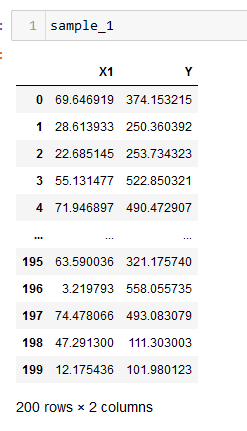 1 sample_1
X1 Y
0 69.646919 374.153215
1 28.613933 250.360392
2 22.685145 253.734323
3 55.131477 522.850321
4 71.946897 490.472907
... ... ...
195 63.590036 321.175740
196 3.219793 558.055735
197 74.478066 493.083079
198 47.291300 111.303003
199 12.175436 101.980123
200 rows × 2 columns